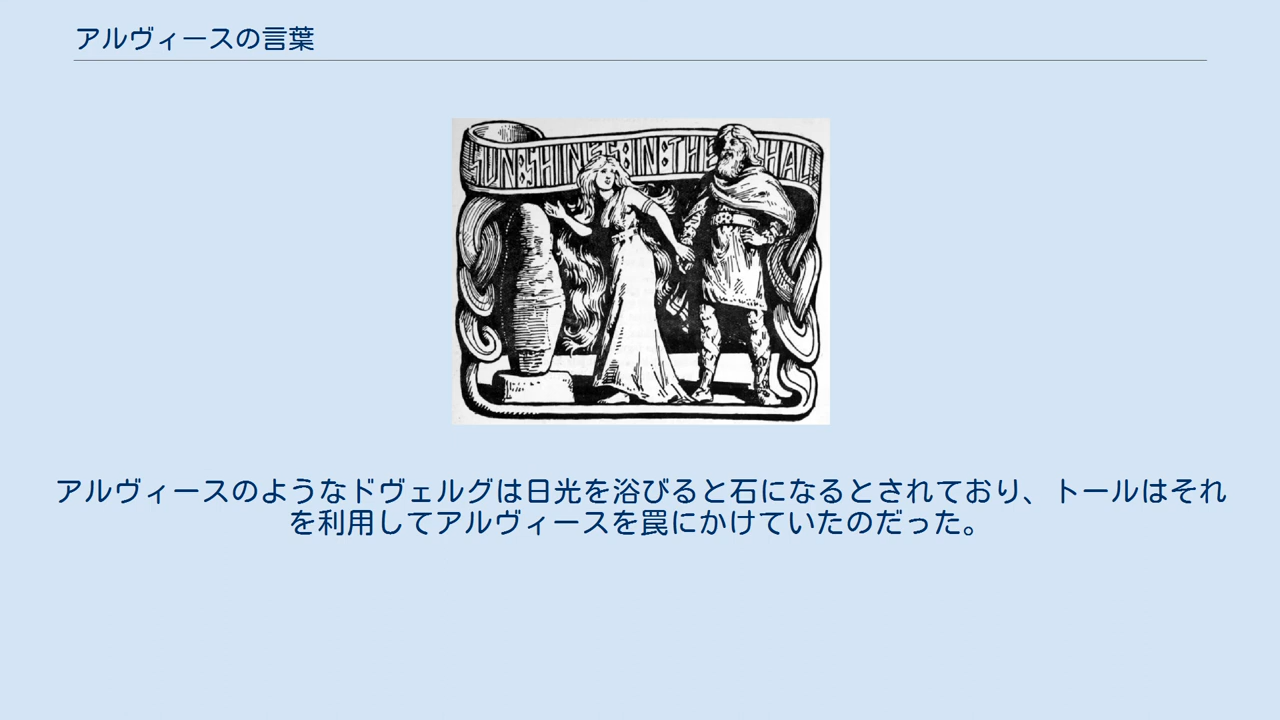 アルヴィースの言葉
SUN:SHINES:IN:THE HALL
アルヴィースのようなドヴェルグは日光を浴びると石になるとされており、トールはそれ
を利用してアルヴィースを罠にかけていたのだった。